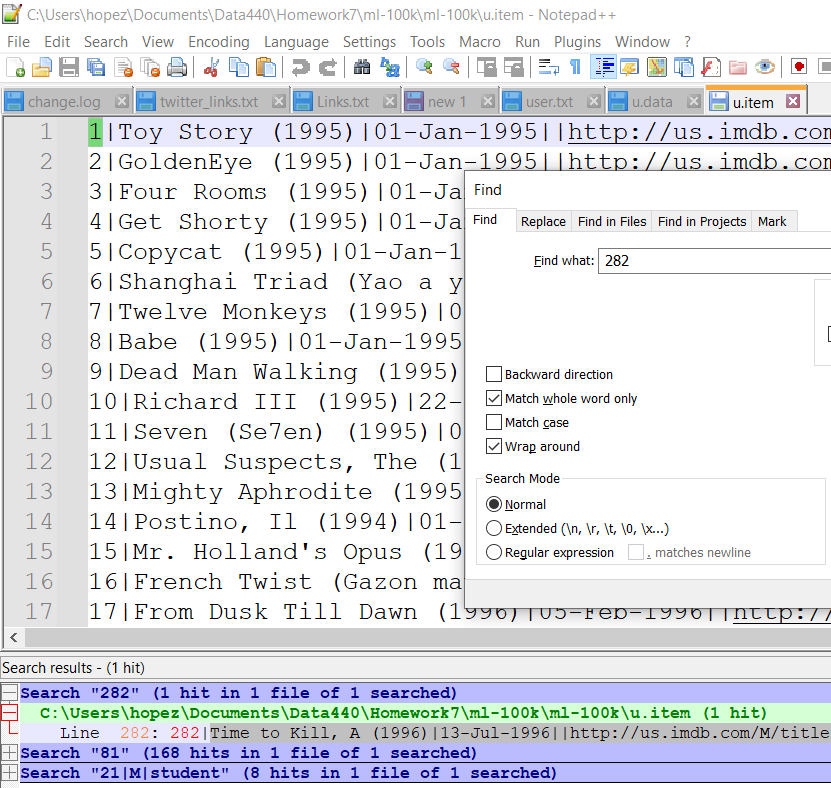 C:\Users\hopez\Documents\Data440\Homework7\ml-100k\ml-100k\u.item - Notepad++
File Edit Search View Encoding Language Settings Tools Macro Run Plugins Window ?
change.log twitter_links.txt Links.txt new 1 user.txt u.data u.item
1 1|Toy Story (1995)|01-Jan-1995||http://us.imdb.com
2 2|GoldenEye (1995)|01-Jan-1995||http://us.imdb.com
3 3|Four Rooms (1995)|01-Ja
4 4|Get Shorty (1995)|01-Ja
5 5|Copycat (1995)|01-Jan-1
6 6|Shanghai Triad (Yao a y
7 7|Twelve Monkeys (1995)|0
8 8|Babe (1995)|01-Jan-1995
9 9|Dead Man Walking (1995)
10 10|Richard III (1995)|22-
11 11|Seven (Se7en) (1995)|0
12 12|Usual Suspects, The (1
13 13|Mighty Aphrodite (1995
14 14|Postino, Il (1994)|01-
15 15|Mr. Holland's Opus (19
16 16|French Twist (Gazon ma
17 17|From Dusk Till Dawn (1996)|05-Feb-1996||http://
Find
Find Replace Find in Files Find in Projects Mark
Find what: 282
Backward direction
Match whole word only
Match case
Wrap around
Search Mode
Normal
Extended (\n, \r, \t, \0, \x...)
Regular expression . matches newline
Search results - (1 hit)
Search "282" (1 hit in 1 file of 1 searched)
C:\Users\hopez\Documents\Data440\Homework7\ml-100k\ml-100k\u.item (1 hit)
Line 282: 282|Time to Kill, A (1996)|13-Jul-1996||http://us.imdb.com/M/title
Search "81" (168 hits in 1 file of 1 searched)
Search "21|M|student" (8 hits in 1 file of 1 searched)